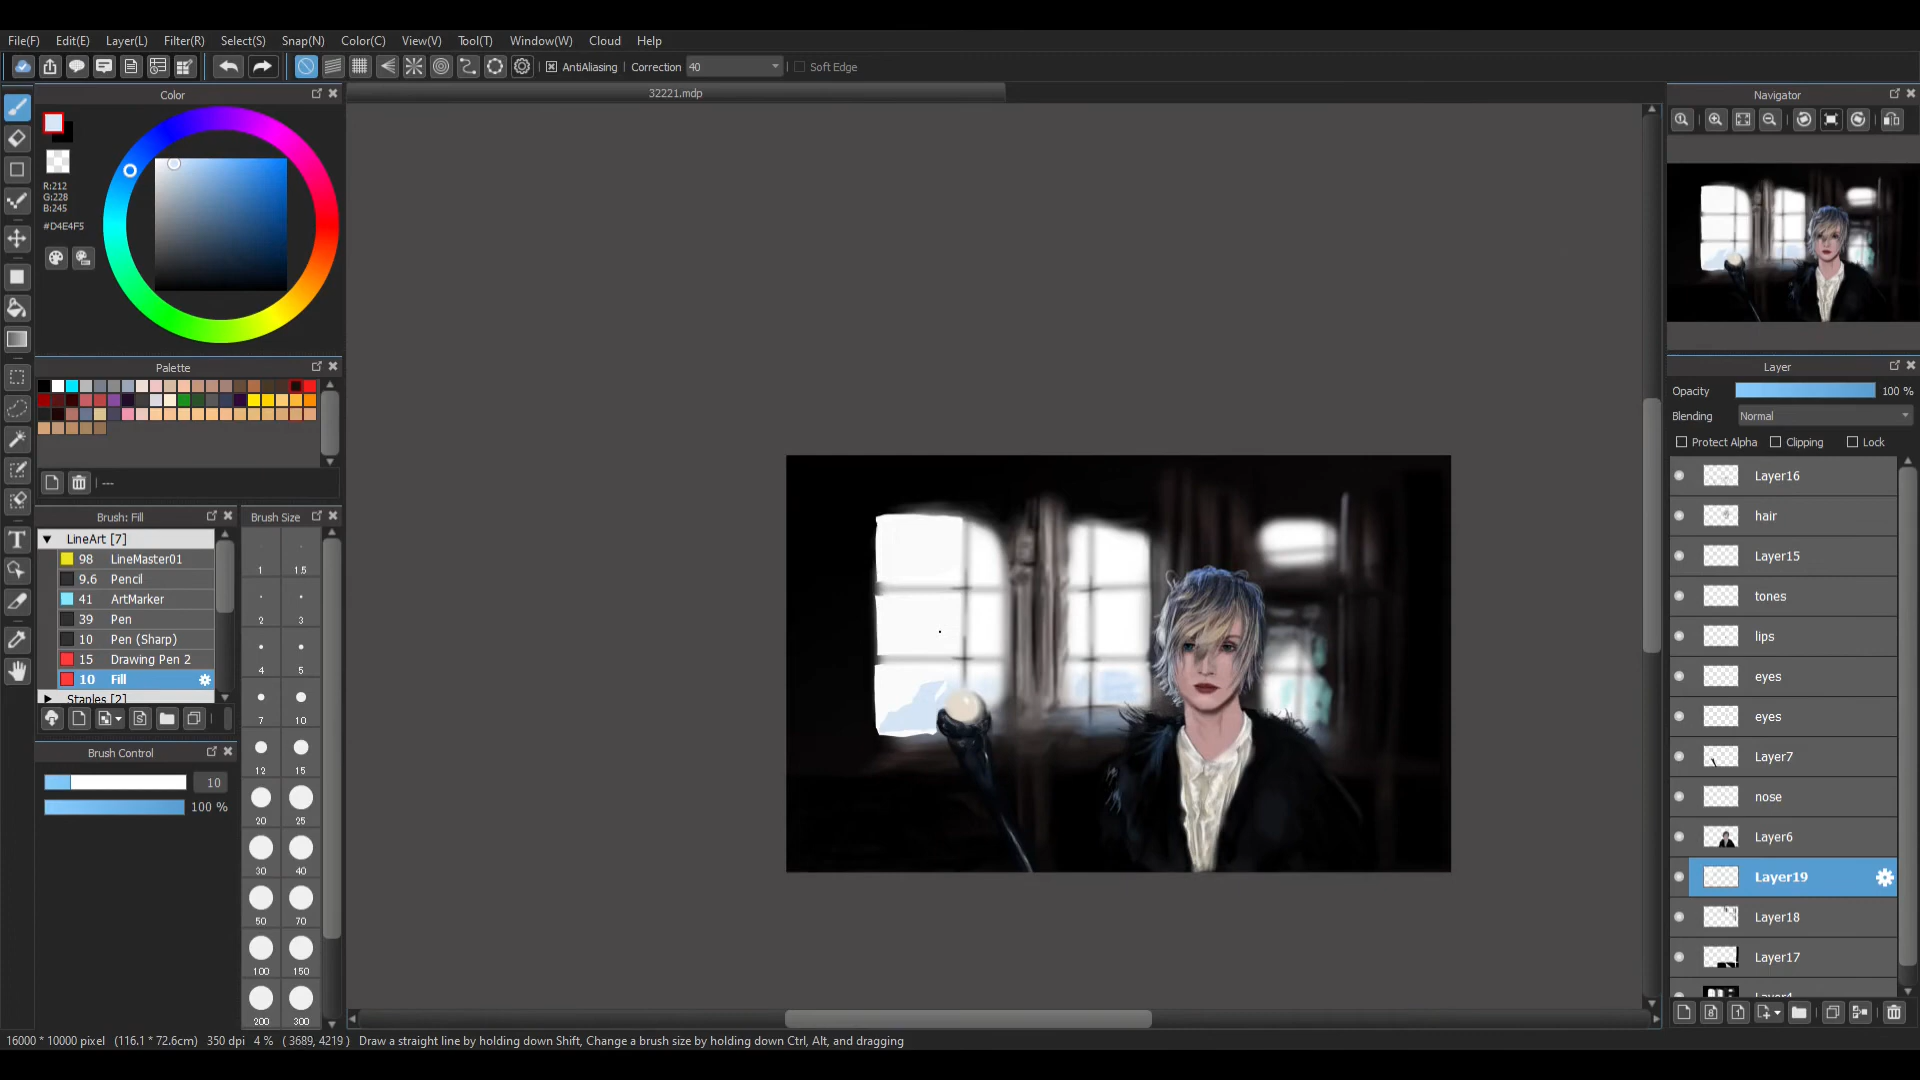 File(F) Edit(E) Layer(L) Filter(R) Select(S) Snap(N) Color(C) View(V) Tool(T) Window(W) Cloud Help
AntiAliasing Correction 40 Soft Edge
Color
32221.mdp
Navigator
R:212
G:228
B:245
#D4E4F5
Palette
---
Layer
Opacity 100 %
Blending Normal
Protect Alpha Clipping Lock
Brush: Fill
LineArt [7]
98 LineMaster01
9.6 Pencil
41 ArtMarker
39 Pen
10 Pen (Sharp)
15 Drawing Pen 2
10 Fill
Staples [2]
Brush Size
1 1.5
2 3
4 5
7 10
12 15
20 25
30 40
50 70
100 150
200 300
Brush Control
10
100 %
Layer16
hair
Layer15
tones
lips
eyes
eyes
Layer7
nose
Layer6
Layer19
Layer18
Layer17
Layer4
16000 * 10000 pixel (116.1 * 72.6cm) 350 dpi 4 % ( 3689, 4219 ) Draw a straight line by holding down Shift, Change a brush size by holding down Ctrl, Alt, and dragging